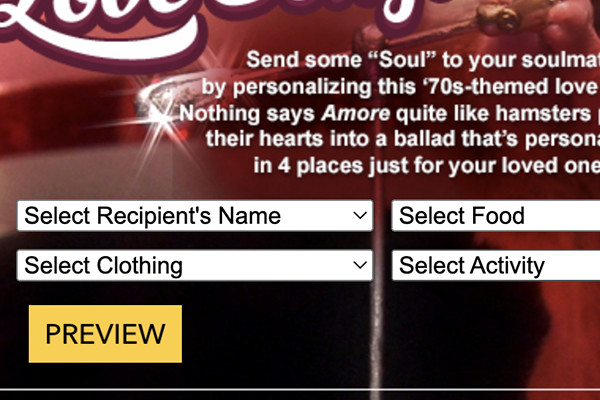 Love
Send some “Soul” to your soulmat
by personalizing this ‘70s-themed love
Nothing says Amore quite like hamsters p
their hearts into a ballad that’s persona
in 4 places just for your loved one
Select Recipient's Name
Select Food
Select Clothing
Select Activity
PREVIEW